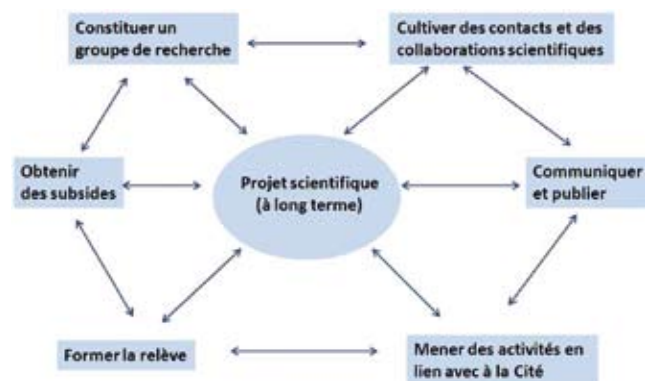 Constituer un
groupe de recherche
Cultiver des contacts et des
collaborations scientifiques
Obtenir
des subsides
Projet scientifique
(à long terme)
Communiquer
et publier
Former la relève
Mener des activités en
lien avec à la Cité